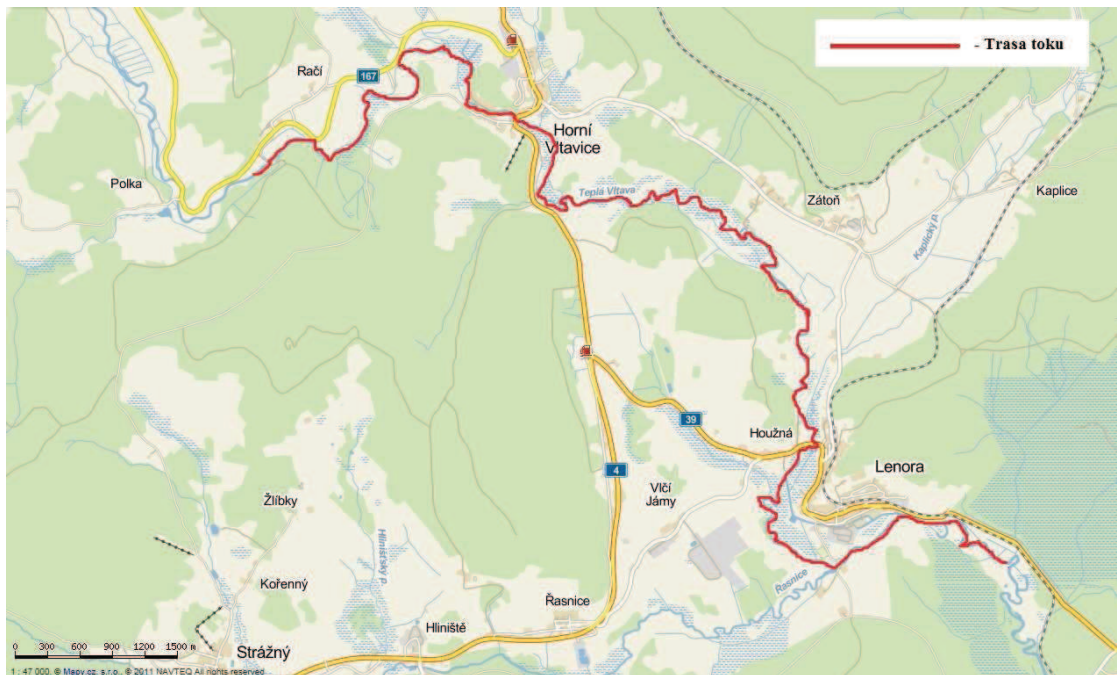 - Trasa toku
Račí
167
Horní
Vltavice
Polka
Teplá Vltava
Zátoň
Kaplice
Kaplický p.
39
Houžná
Lenora
4
Vlčí
Jámy
Žlíbky
Hliništský p.
Kořenný
Řasnice
Řasnice
Hliniště
Strážný
0 300 600 900 1200 1500 m
1 : 47 000, © Mapy.cz, s.r.o., © 2011 NAVTEQ All rights reserved